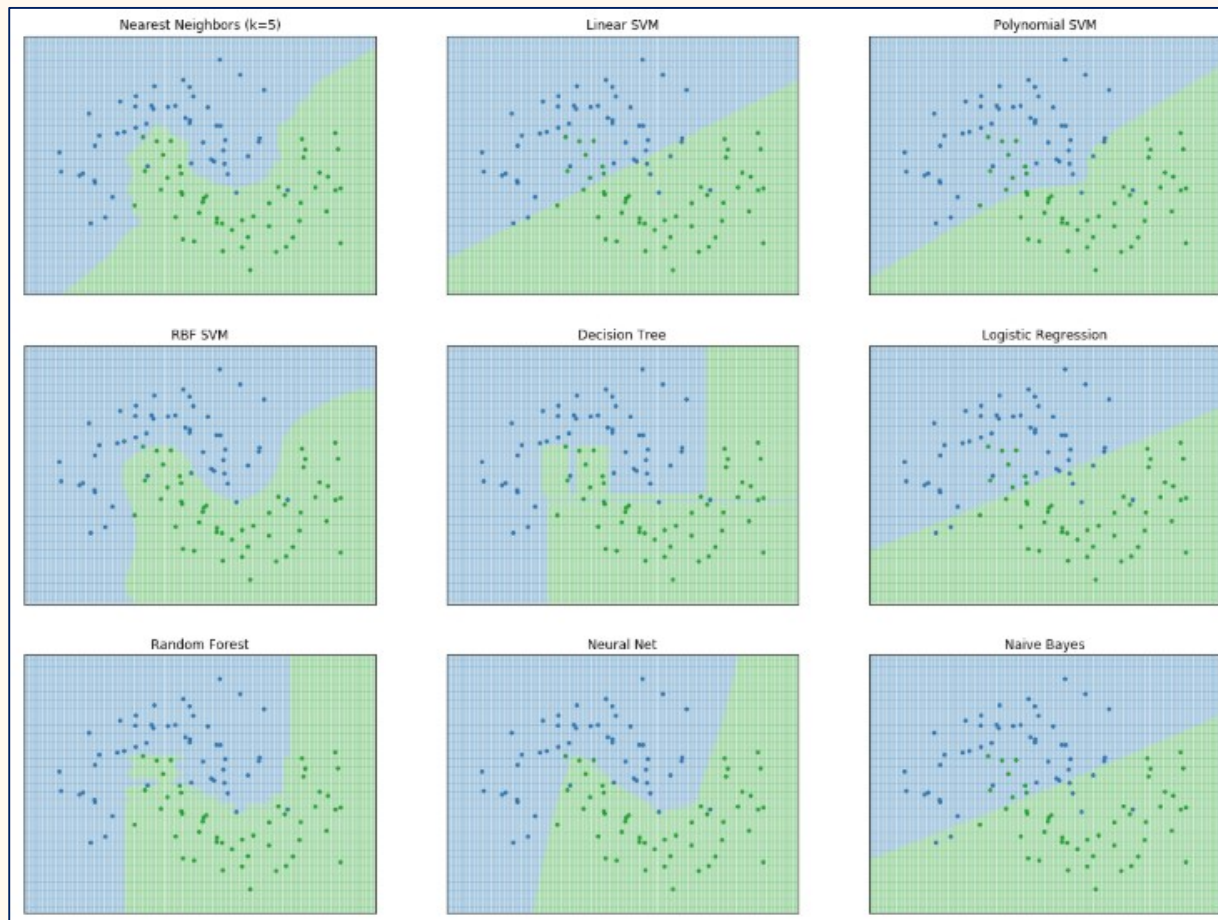 Nearest Neighbors (k=5)
Linear SVM
Polynomial SVM
RBF SVM
Decision Tree
Logistic Regression
Random Forest
Neural Net
Naive Bayes